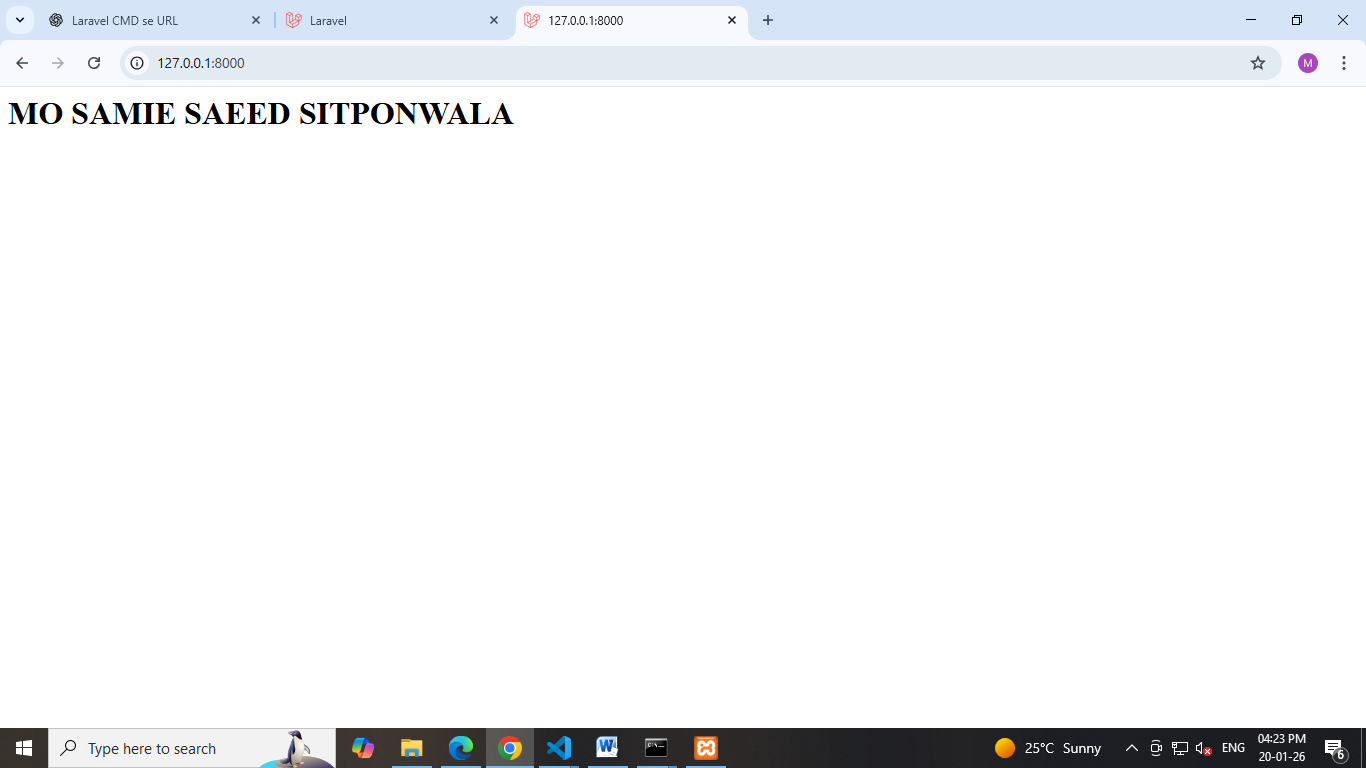 Laravel CMD se URL
Laravel
127.0.0.1:8000
127.0.0.1:8000
M
MO SAMIE SAEED SITPONWALA
Type here to search
25°C Sunny
ENG
04:23 PM
20-01-26
6